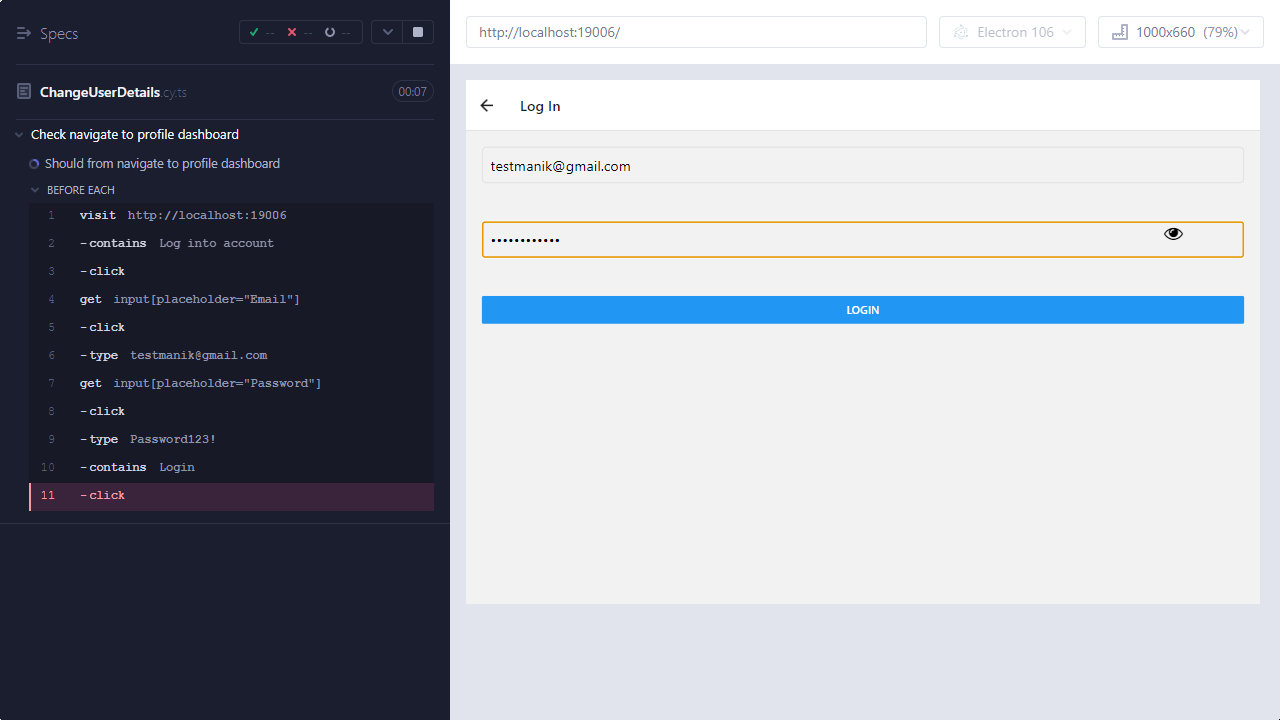 Specs
-- -- --
ChangeUserDetails.cy.ts 00:07
Check navigate to profile dashboard
Should from navigate to profile dashboard
BEFORE EACH
1 visit http://localhost:19006
2 -contains Log into account
3 -click
4 get input[placeholder="Email"]
5 -click
6 -type testmanik@gmail.com
7 get input[placeholder="Password"]
8 -click
9 -type Password123!
10 -contains Login
11 -click
http://localhost:19006/
Electron 106
1000x660 (79%)
Log In
testmanik@gmail.com
••••••••••••
LOGIN